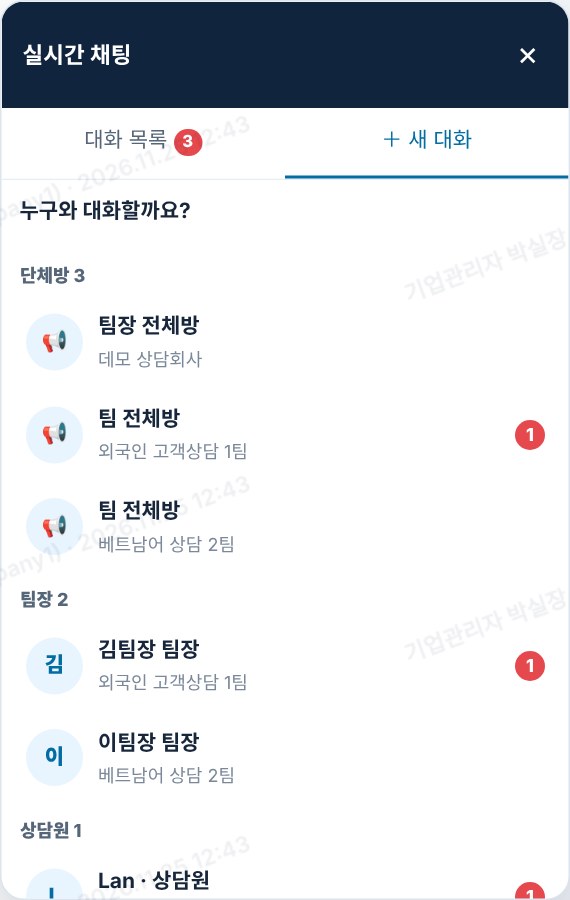 실시간 채팅 ×
대화 목록 3
+ 새 대화
누구와 대화할까요?
단체방 3
팀장 전체방
데모 상담회사
팀 전체방
외국인 고객상담 1팀
1
팀 전체방
베트남어 상담 2팀
팀장 2
김
김팀장 팀장
외국인 고객상담 1팀
1
이
이팀장 팀장
베트남어 상담 2팀
상담원 1
L
Lan · 상담원
1
기업관리자 박실장
기업관리자 박실장